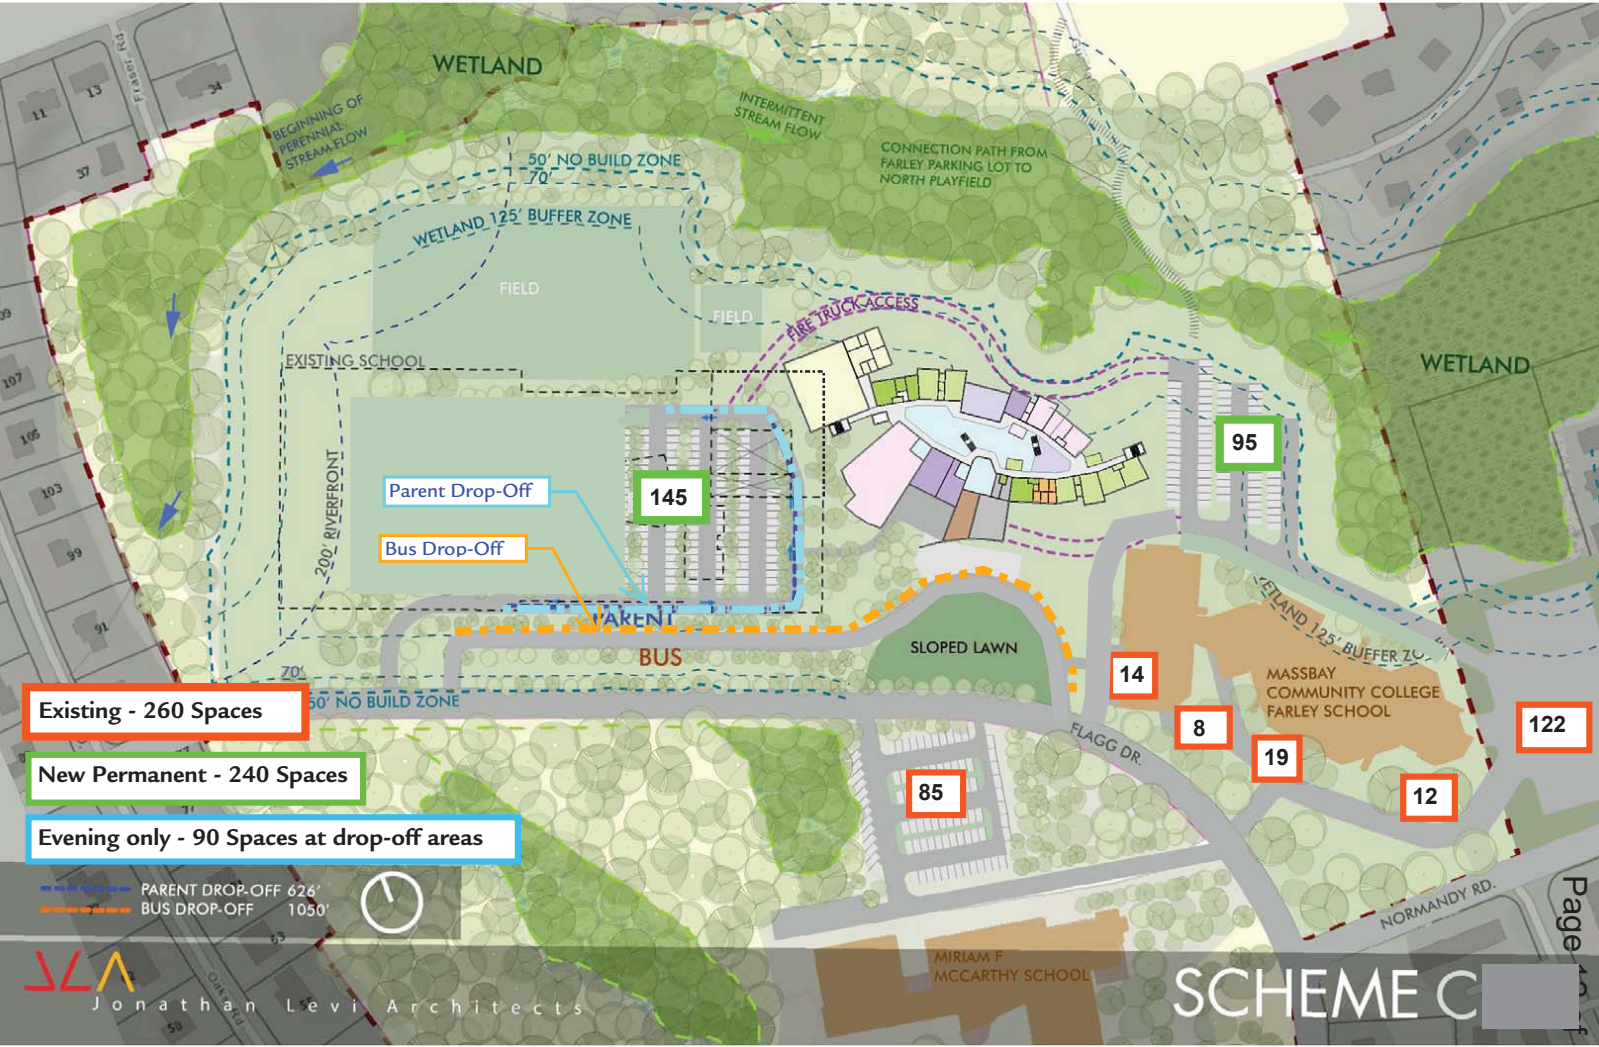 WETLAND
Fraser Rd
11
13
34
37
BEGINNING OF
PERENNIAL
STREAM FLOW
INTERMITTENT
STREAM FLOW
CONNECTION PATH FROM
FARLEY PARKING LOT TO
NORTH PLAYFIELD
50' NO BUILD ZONE
70'
WETLAND 125' BUFFER ZONE
FIELD
FIELD
FIRE TRUCK ACCESS
EXISTING SCHOOL
WETLAND
107
105
103
99
91
95
145
200' RIVERFRONT
Parent Drop-Off
Bus Drop-Off
PARENT
BUS
SLOPED LAWN
70'
50' NO BUILD ZONE
WETLAND 125' BUFFER ZO
MASSBAY
COMMUNITY COLLEGE
FARLEY SCHOOL
14
8
19
12
122
85
FLAGG DR.
NORMANDY RD.
Existing - 260 Spaces
New Permanent - 240 Spaces
Evening only - 90 Spaces at drop-off areas
PARENT DROP-OFF 626'
BUS DROP-OFF 1050'
63
58
MIRIAM F
MCCARTHY SCHOOL
JLA
Jonathan Levi Architects
SCHEME C
Page